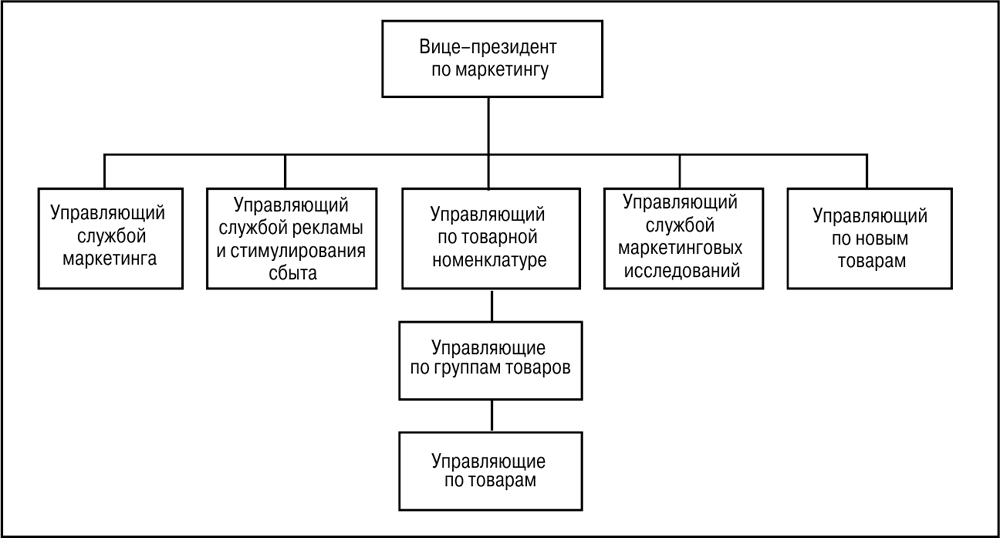 Вице–президент
по маркетингу
Управляющий
службой
маркетинга
Управляющий
службой рекламы
и стимулирования
сбыта
Управляющий
по товарной
номенклатуре
Управляющий
службой
маркетинговых
исследований
Управляющий
по новым
товарам
Управляющие
по группам товаров
Управляющие
по товарам